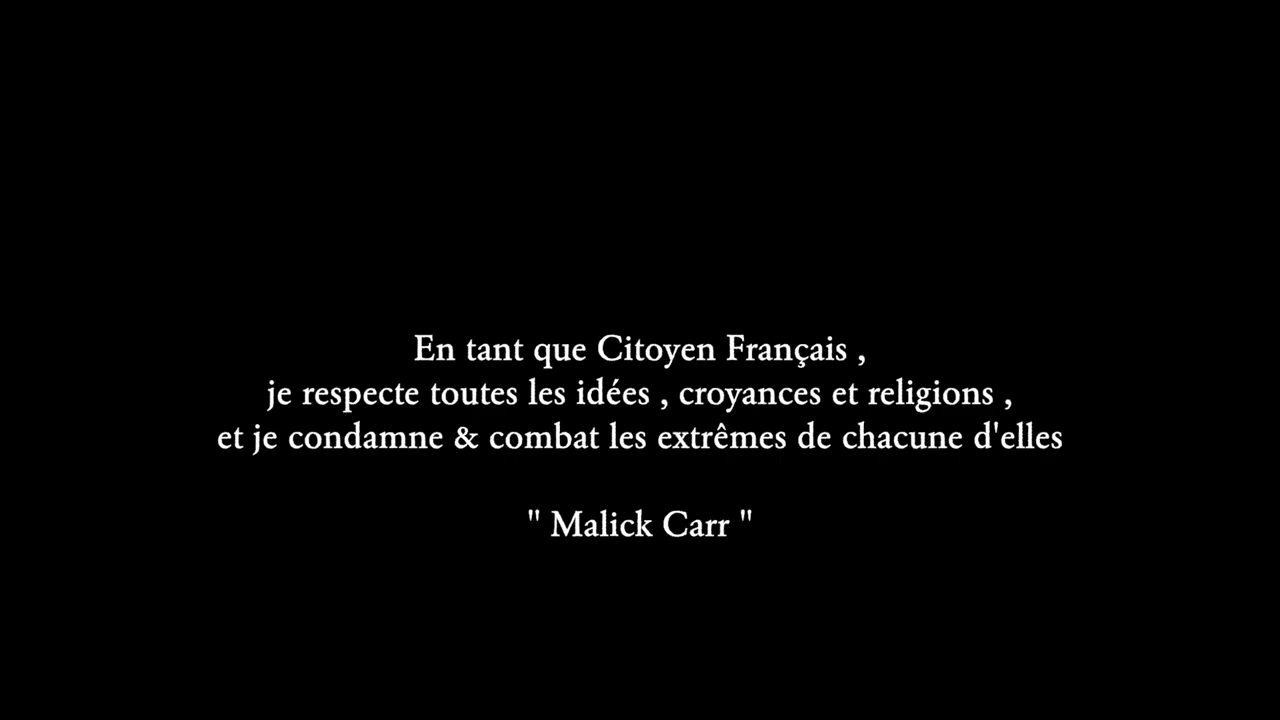 En tant que Citoyen Français ,
je respecte toutes les idées , croyances et religions ,
et je condamne & combat les extrêmes de chacune d'elles
" Malick Carr "